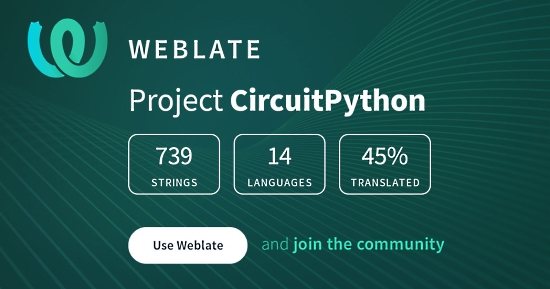 WEBLATE
Project CircuitPython
739 14 45%
STRINGS LANGUAGES TRANSLATED
Use Weblate and join the community